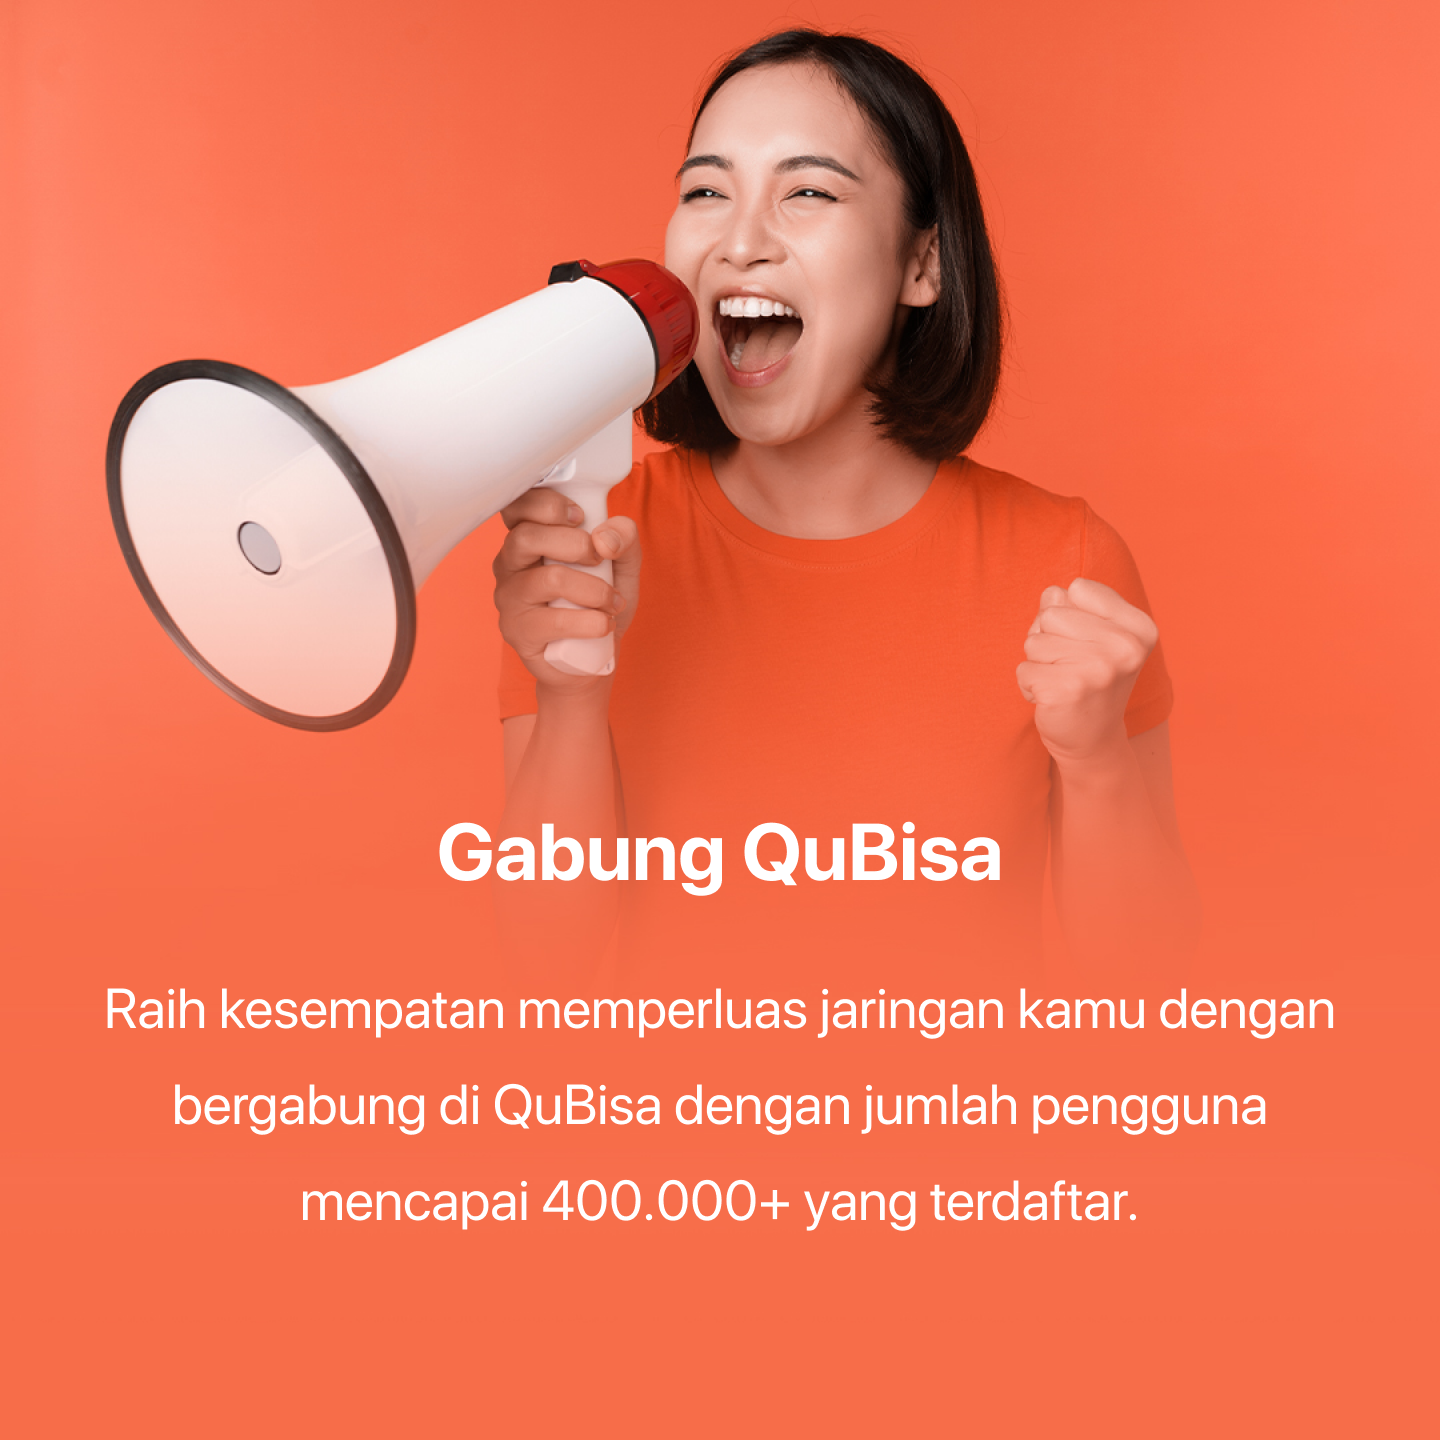 Gabung QuBisa
Raih kesempatan memperluas jaringan kamu dengan
bergabung di QuBisa dengan jumlah pengguna
mencapai 400.000+ yang terdaftar.